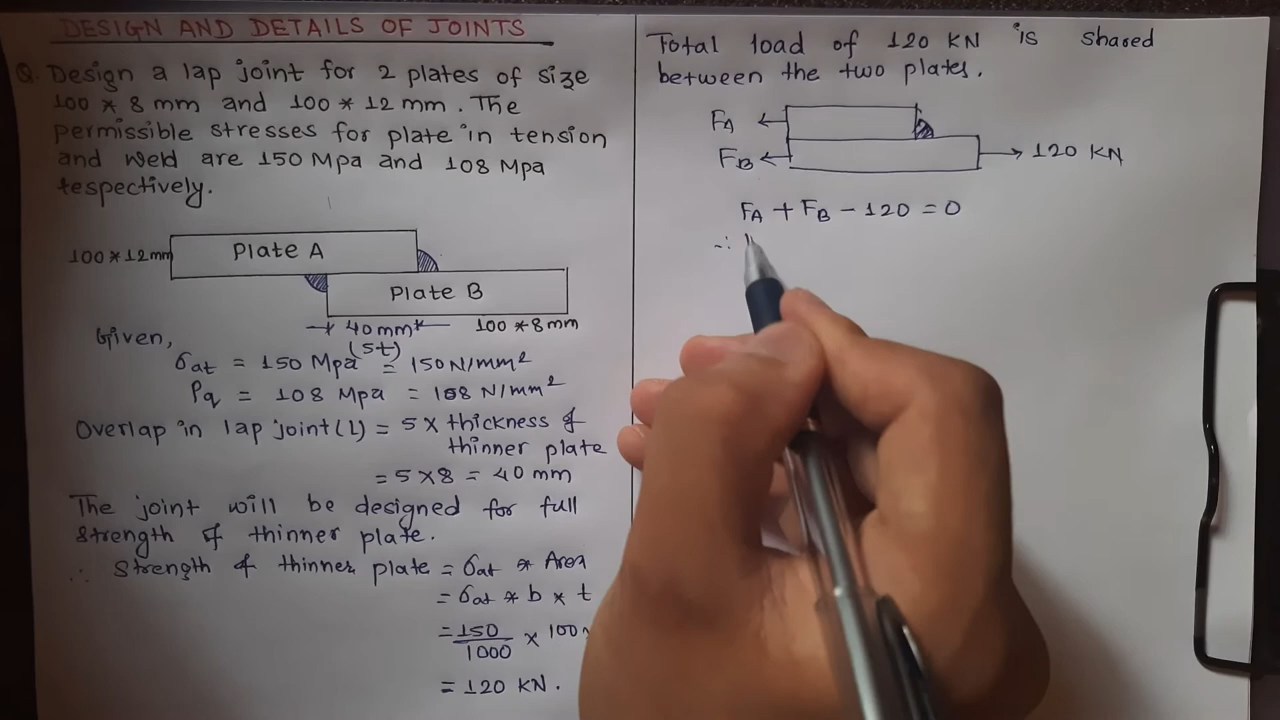 DESIGN AND DETAILS OF JOINTS
Q. Design a lap joint for 2 plates of size
100 * 8 mm and 100 * 12 mm. The
permissible stresses for plate in tension
and weld are 150 Mpa and 108 Mpa
respectively.
100 * 12mm
Plate A
Plate B
40mm
(5t)
100 * 8mm
Given,
σat = 150 Mpa = 150 N/mm²
Pq = 108 Mpa = 108 N/mm²
Overlap in lap joint (L) = 5 × thickness of
thinner plate
= 5 × 8 = 40 mm
The joint will be designed for full
strength of thinner plate.
∴ Strength of thinner plate = σat * Area
= σat * b * t
= 150/1000 × 100
= 120 KN.
Total load of 120 KN is shared
between the two plates.
FA
FB
120 KN
FA + FB - 120 = 0
∴